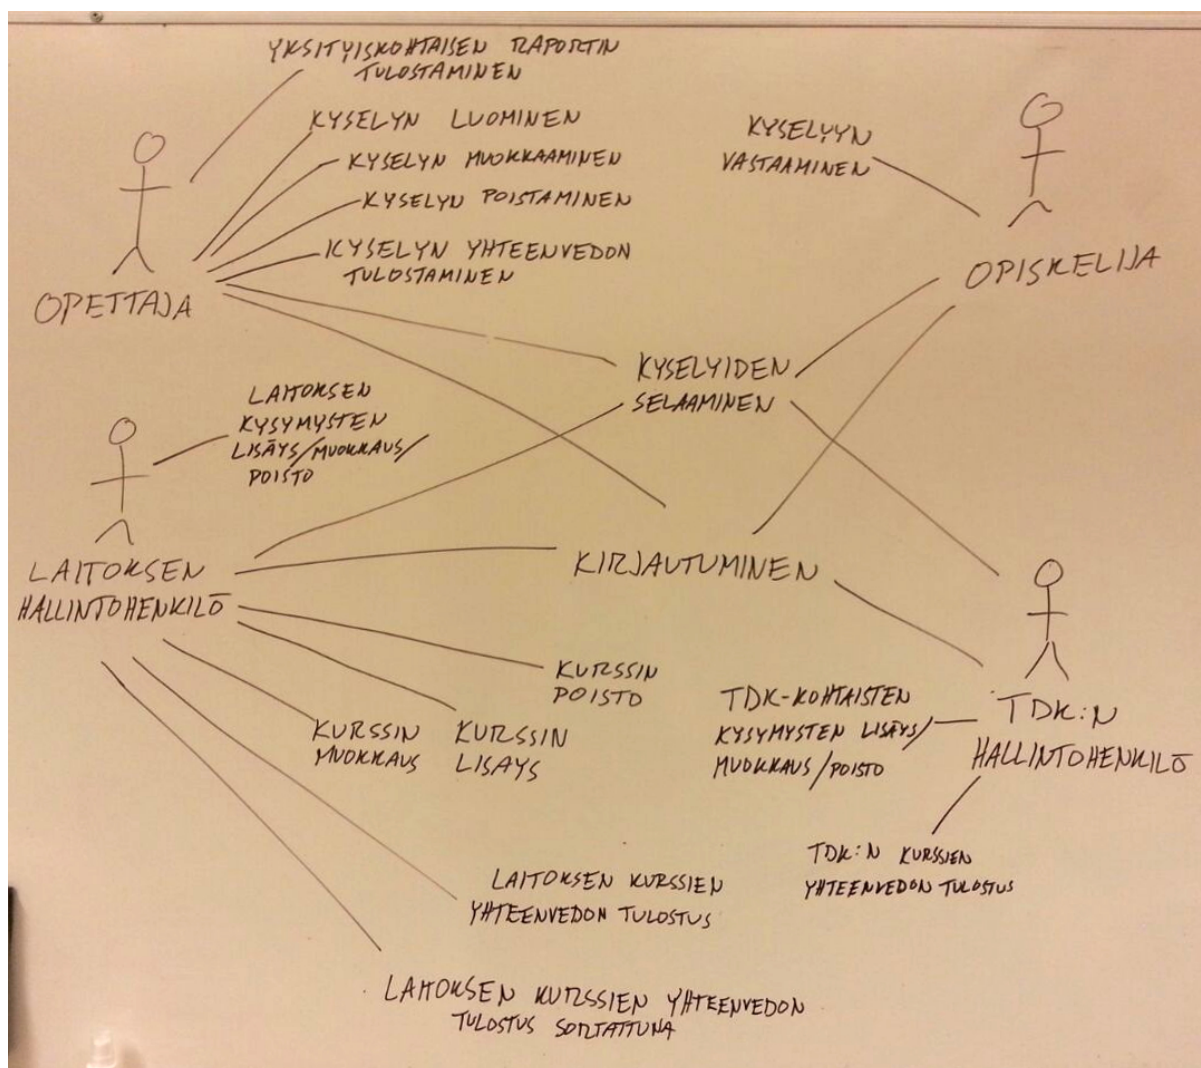 YKSITYISKOHTAISEN RAPORTIN
TULOSTAMINEN
KYSELYN LUOMINEN
KYSELYN MUOKKAAMINEN
KYSELYN POISTAMINEN
KYSELYN YHTEENVEDON
TULOSTAMINEN
OPETTAJA
KYSELYYN
VASTAAMINEN
OPISKELIJA
KYSELYIDEN
SELAAMINEN
LAITOKSEN
KYSYMYSTEN
LISÄYS/MUOKKAUS/
POISTO
LAITOKSEN
HALLINTOHENKILÖ
KIRJAUTUMINEN
KURSSIN
POISTO
KURSSIN
MUOKKAUS
KURSSIN
LISÄYS
TDK-KOHTAISTEN
KYSYMYSTEN LISÄYS/
MUOKKAUS/POISTO
TDK:N
HALLINTOHENKILÖ
TDK:N KURSSIEN
YHTEENVEDON TULOSTUS
LAITOKSEN KURSSIEN
YHTEENVEDON TULOSTUS
LAITOKSEN KURSSIEN YHTEENVEDON
TULOSTUS SORTATTUNA